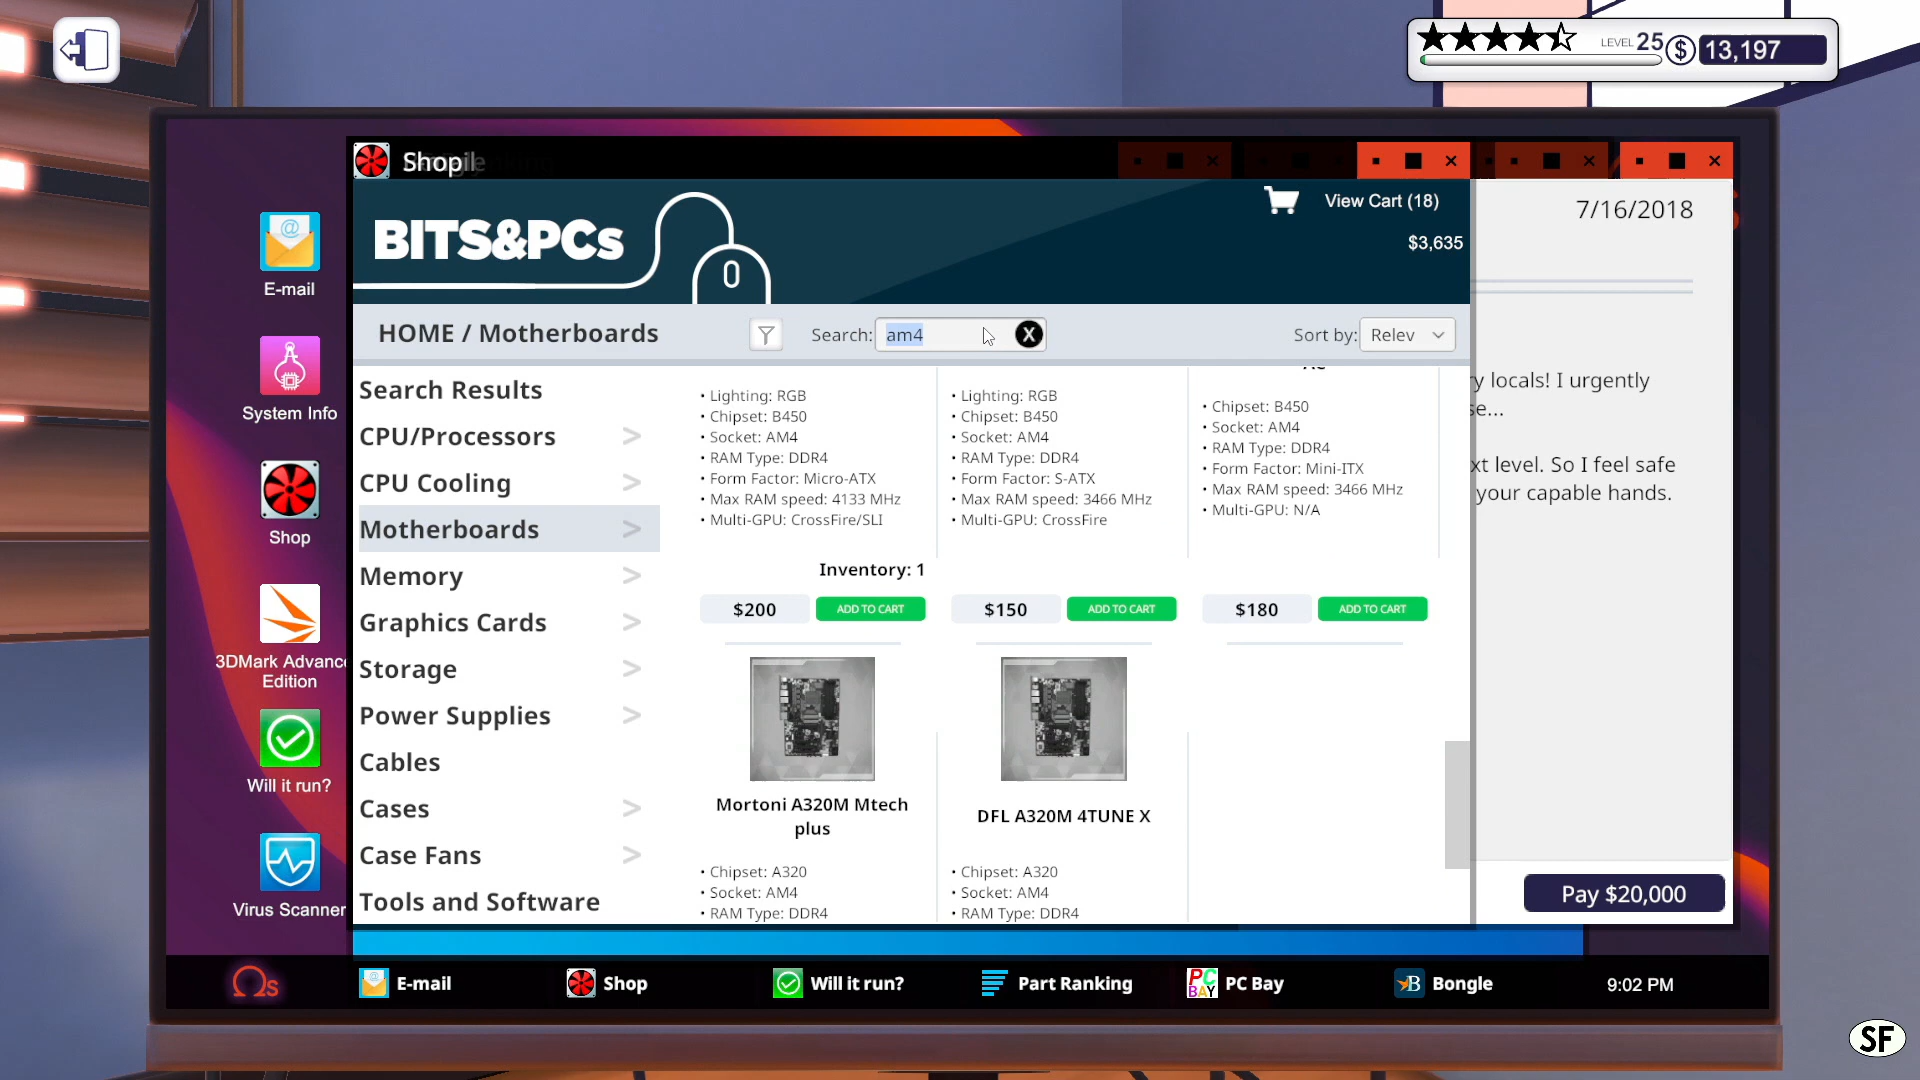 LEVEL 25 $ 13,197
Shop
BITS&PCs
View Cart (18)
$3,635
7/16/2018
HOME / Motherboards
Search: am4 X
Sort by: Relev
E-mail
System Info
Shop
3DMark Advanc
Edition
Will it run?
Virus Scanner
Search Results
CPU/Processors >
CPU Cooling >
Motherboards >
Memory >
Graphics Cards >
Storage >
Power Supplies >
Cables
Cases >
Case Fans >
Tools and Software
• Lighting: RGB
• Chipset: B450
• Socket: AM4
• RAM Type: DDR4
• Form Factor: Micro-ATX
• Max RAM speed: 4133 MHz
• Multi-GPU: CrossFire/SLI
Inventory: 1
$200 ADD TO CART
• Lighting: RGB
• Chipset: B450
• Socket: AM4
• RAM Type: DDR4
• Form Factor: S-ATX
• Max RAM speed: 3466 MHz
• Multi-GPU: CrossFire
$150 ADD TO CART
• Chipset: B450
• Socket: AM4
• RAM Type: DDR4
• Form Factor: Mini-ITX
• Max RAM speed: 3466 MHz
• Multi-GPU: N/A
$180 ADD TO CART
Mortoni A320M Mtech
plus
• Chipset: A320
• Socket: AM4
• RAM Type: DDR4
DFL A320M 4TUNE X
• Chipset: A320
• Socket: AM4
• RAM Type: DDR4
y locals! I urgently
se...
xt level. So I feel safe
your capable hands.
Pay $20,000
Ωs
E-mail
Shop
Will it run?
Part Ranking
PC BAY PC Bay
B Bongle
9:02 PM
SF